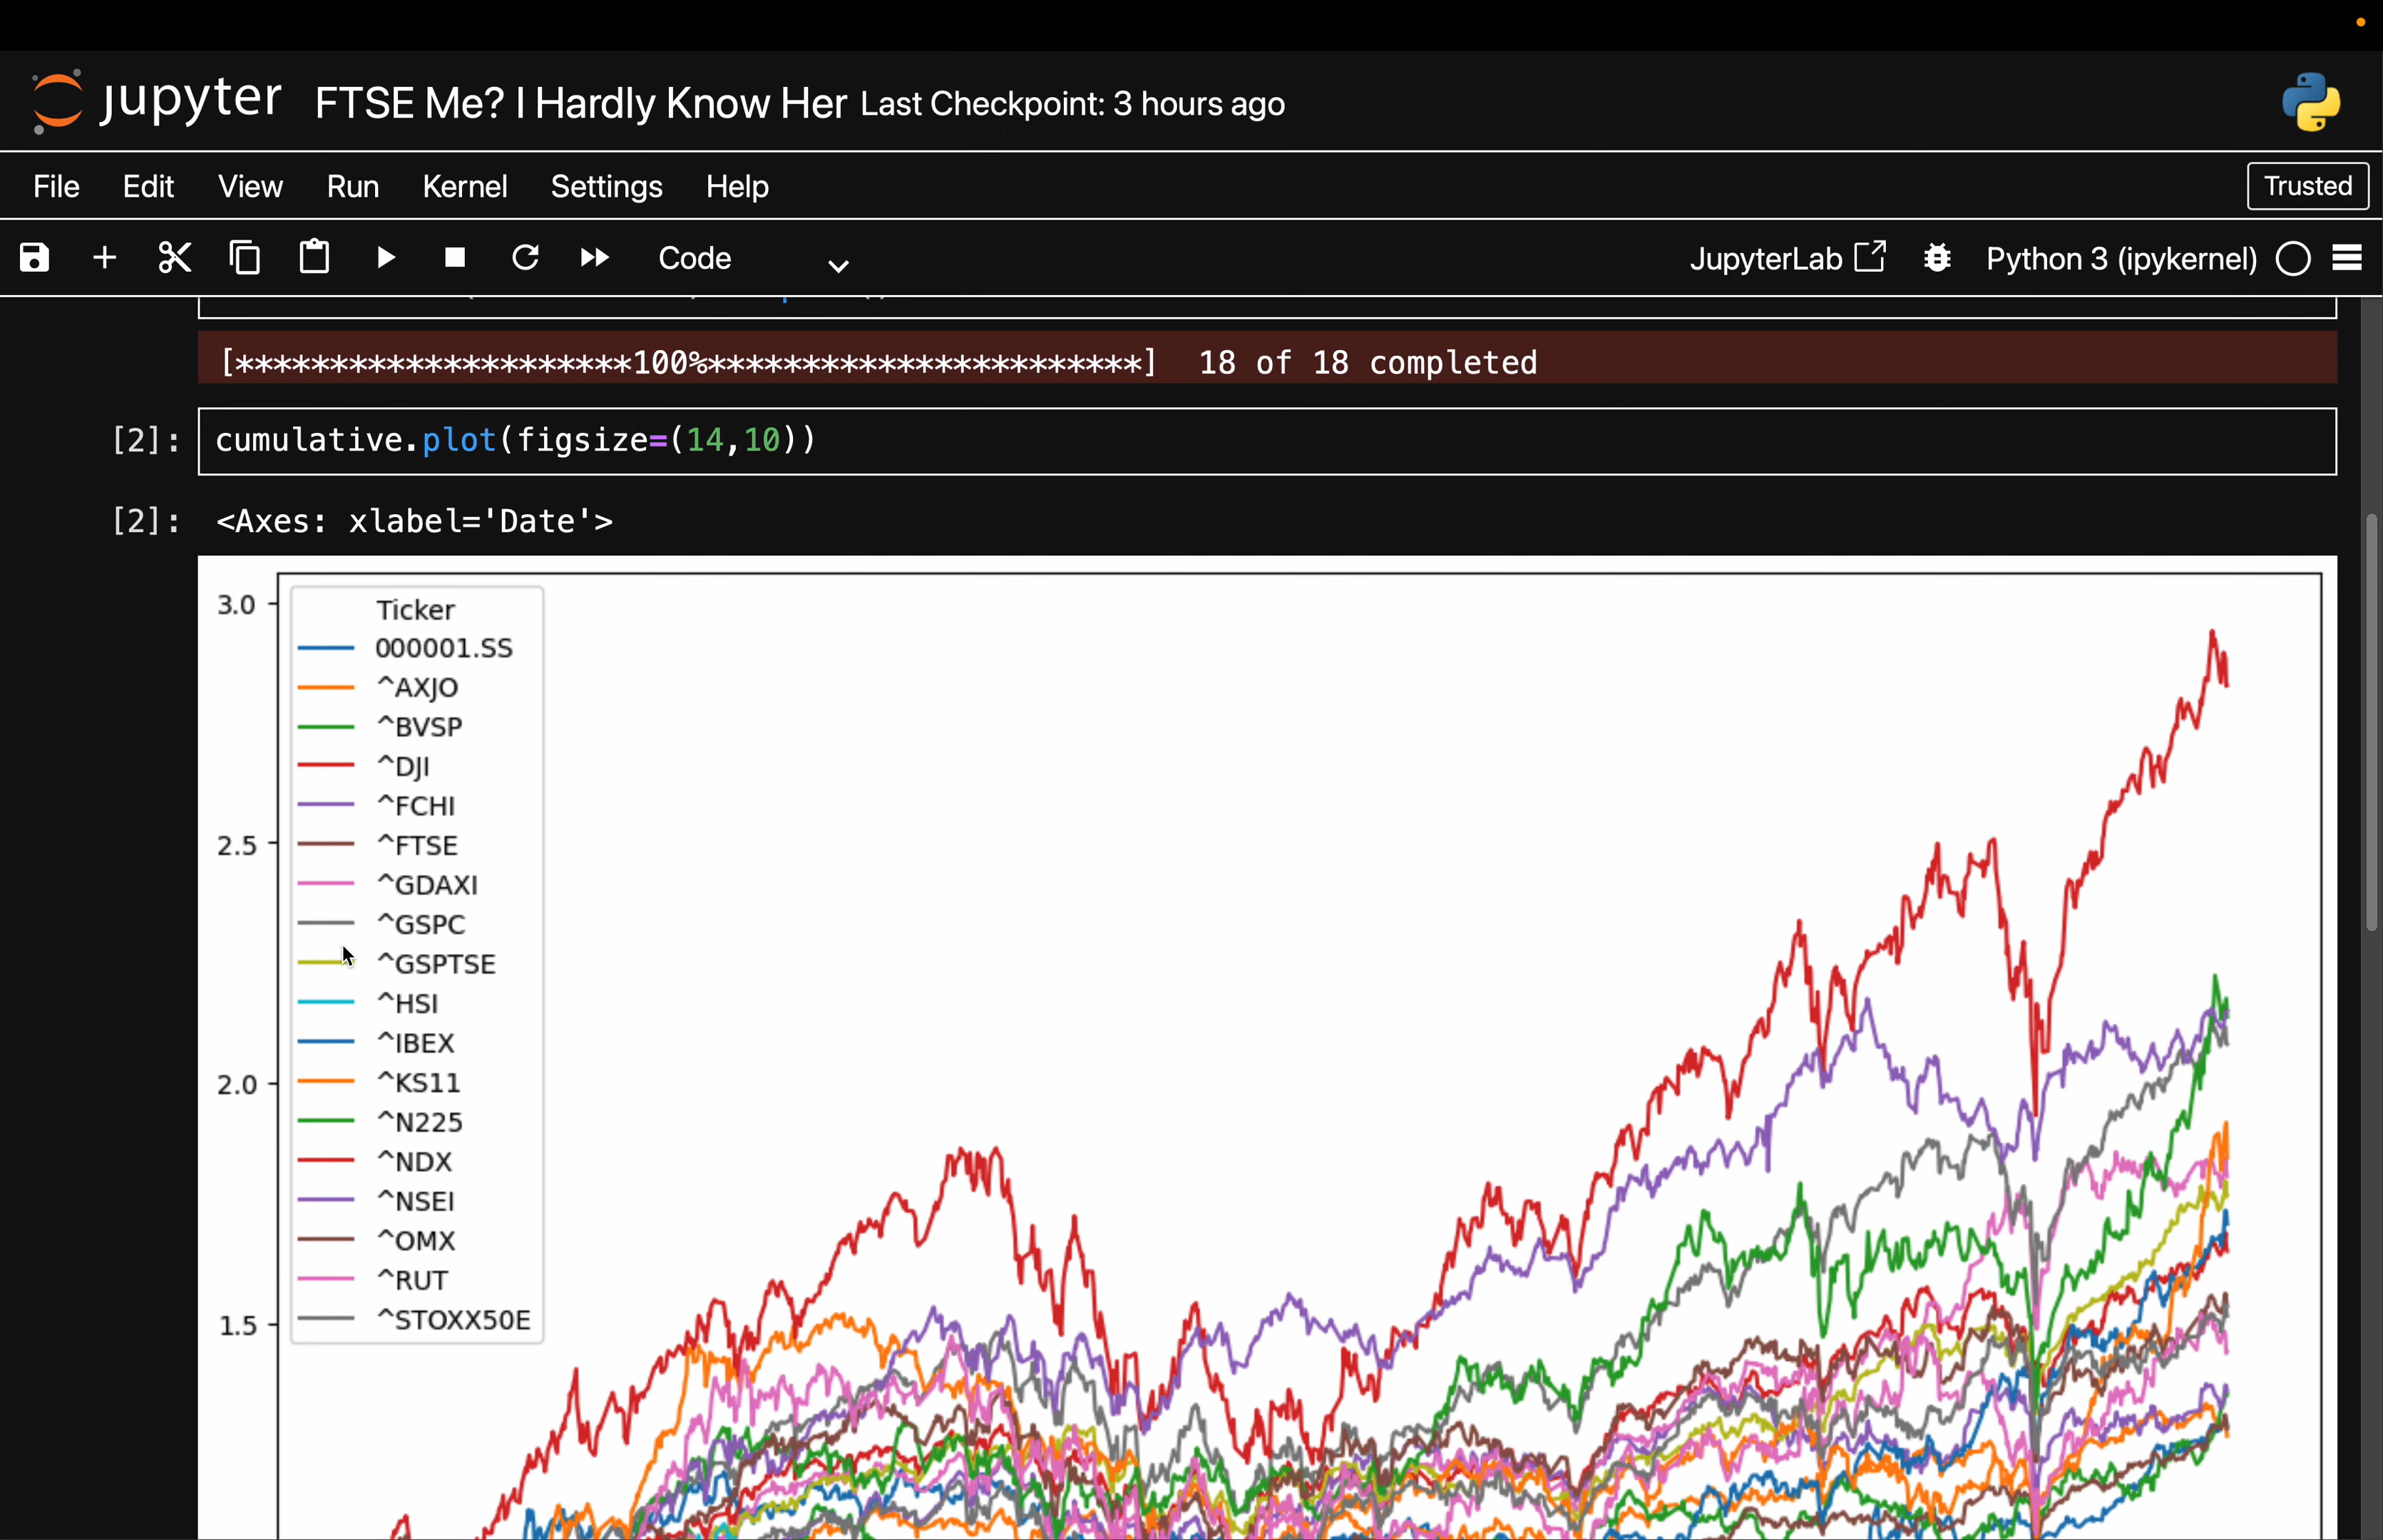 jupyter FTSE Me? I Hardly Know Her Last Checkpoint: 3 hours ago
File Edit View Run Kernel Settings Help Trusted
Code JupyterLab Python 3 (ipykernel)
[*********************100%***********************] 18 of 18 completed
[2]: cumulative.plot(figsize=(14,10))
[2]: <Axes: xlabel='Date'>
3.0
2.5
2.0
1.5
Ticker
000001.SS
^AXJO
^BVSP
^DJI
^FCHI
^FTSE
^GDAXI
^GSPC
^GSPTSE
^HSI
^IBEX
^KS11
^N225
^NDX
^NSEI
^OMX
^RUT
^STOXX50E